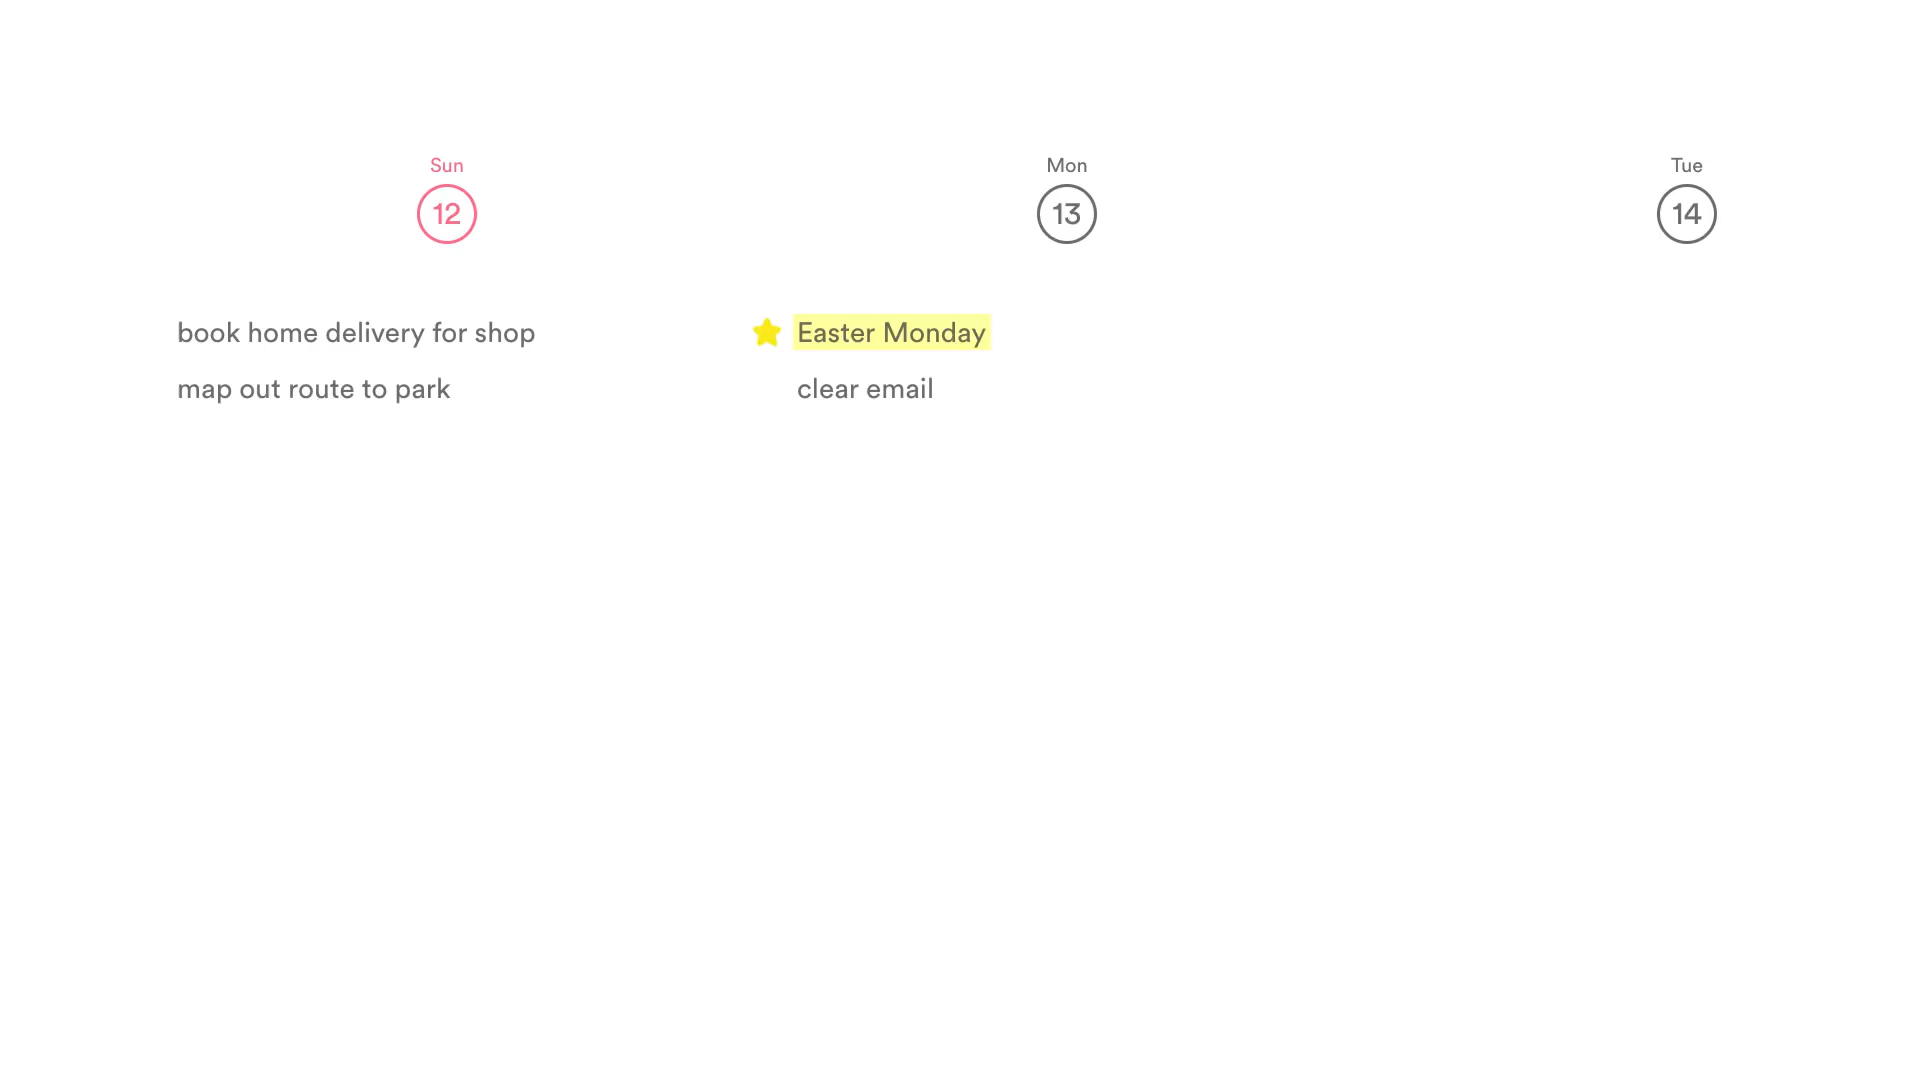 Sun
12
book home delivery for shop
map out route to park
Mon
13
Easter Monday
clear email
Tue
14